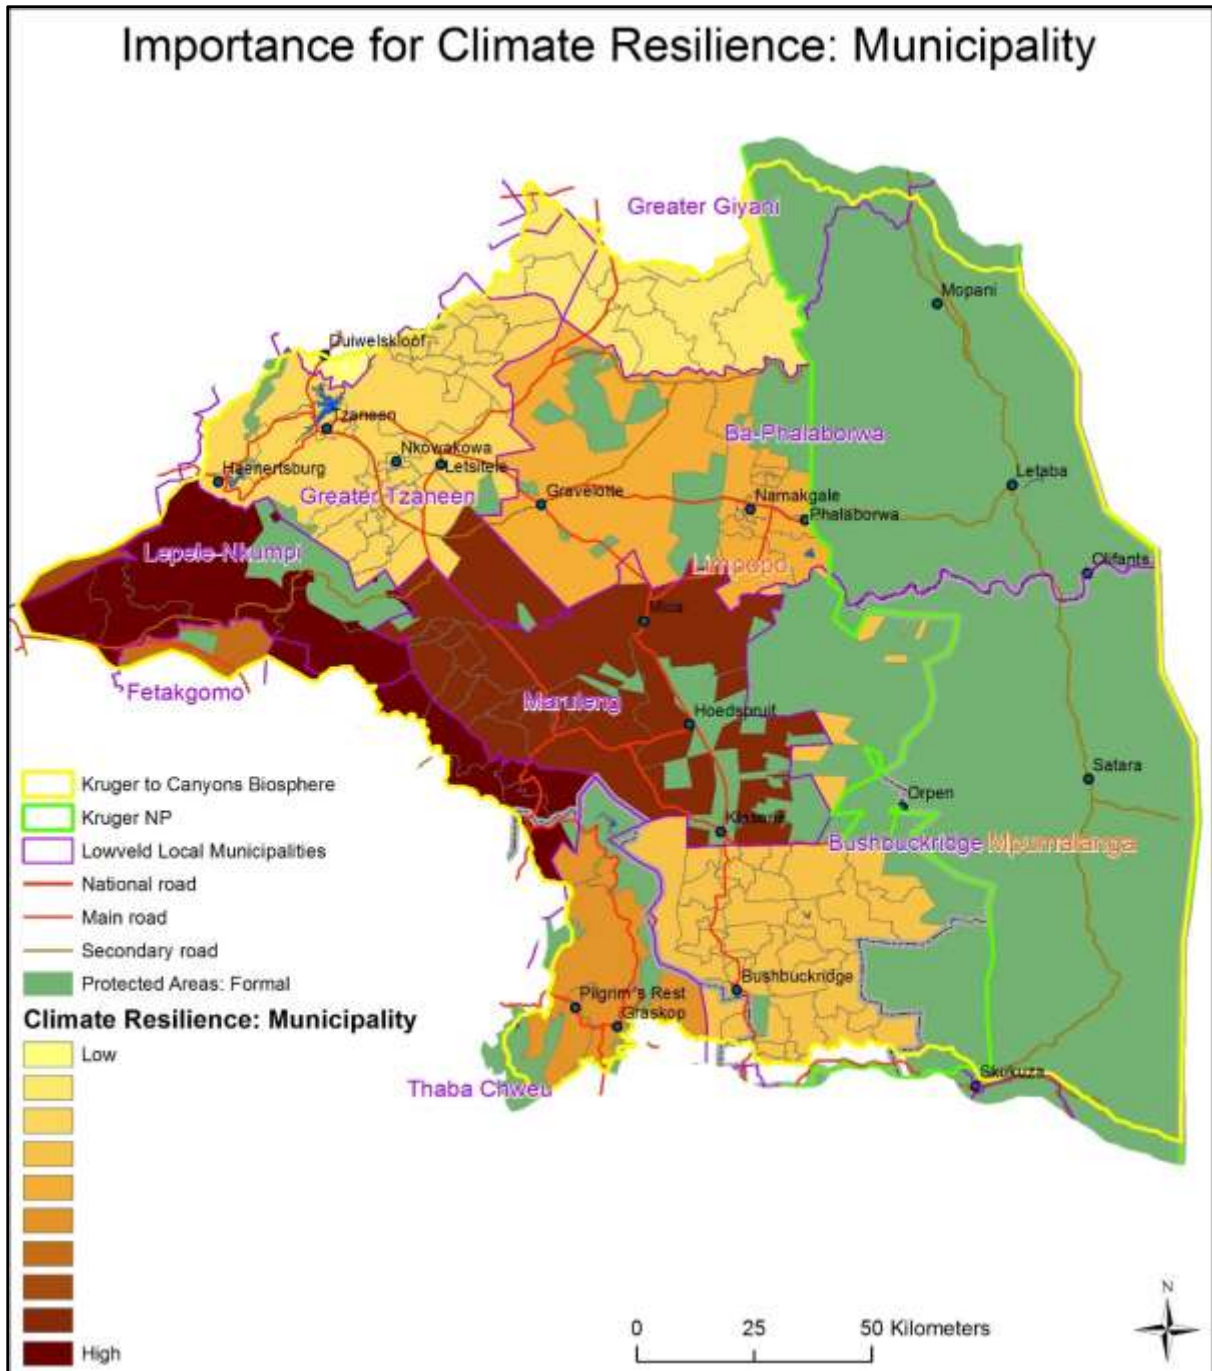 Importance for Climate Resilience: Municipality
Greater Giyani
Mopani
Duiwelskloof
Tzaneen
Ba-Phalaborwa
Nkowakowa
Letsitele
Letaba
Haenertsburg
Greater Tzaneen
Gravelotte
Namakgale
Phalaborwa
Lepele-Nkumpi
Limpopo
Olifants
Mica
Fetakgomo
Maruleng
Hoedspruit
Kruger to Canyons Biosphere
Satara
Kruger NP
Orpen
Klaserie
Lowveld Local Municipalities
Bushbuckridge Mpumalanga
National road
Main road
Secondary road
Protected Areas: Formal
Bushbuckridge
Pilgrim's Rest
Graskop
Climate Resilience: Municipality
Low
Skukuza
Thaba Chweu
High
N
0 25 50 Kilometers